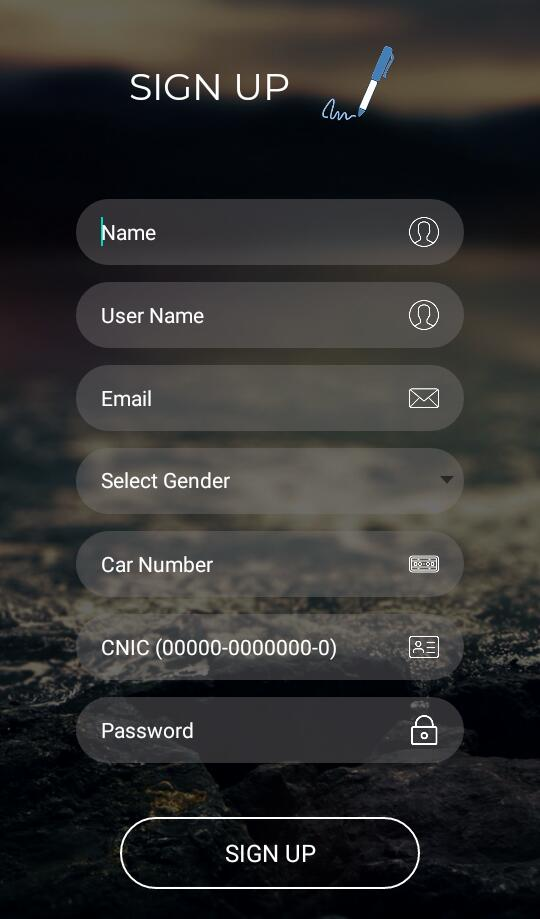 SIGN UP
Name
User Name
Email
Select Gender
Car Number
CNIC (00000-0000000-0)
Password
SIGN UP